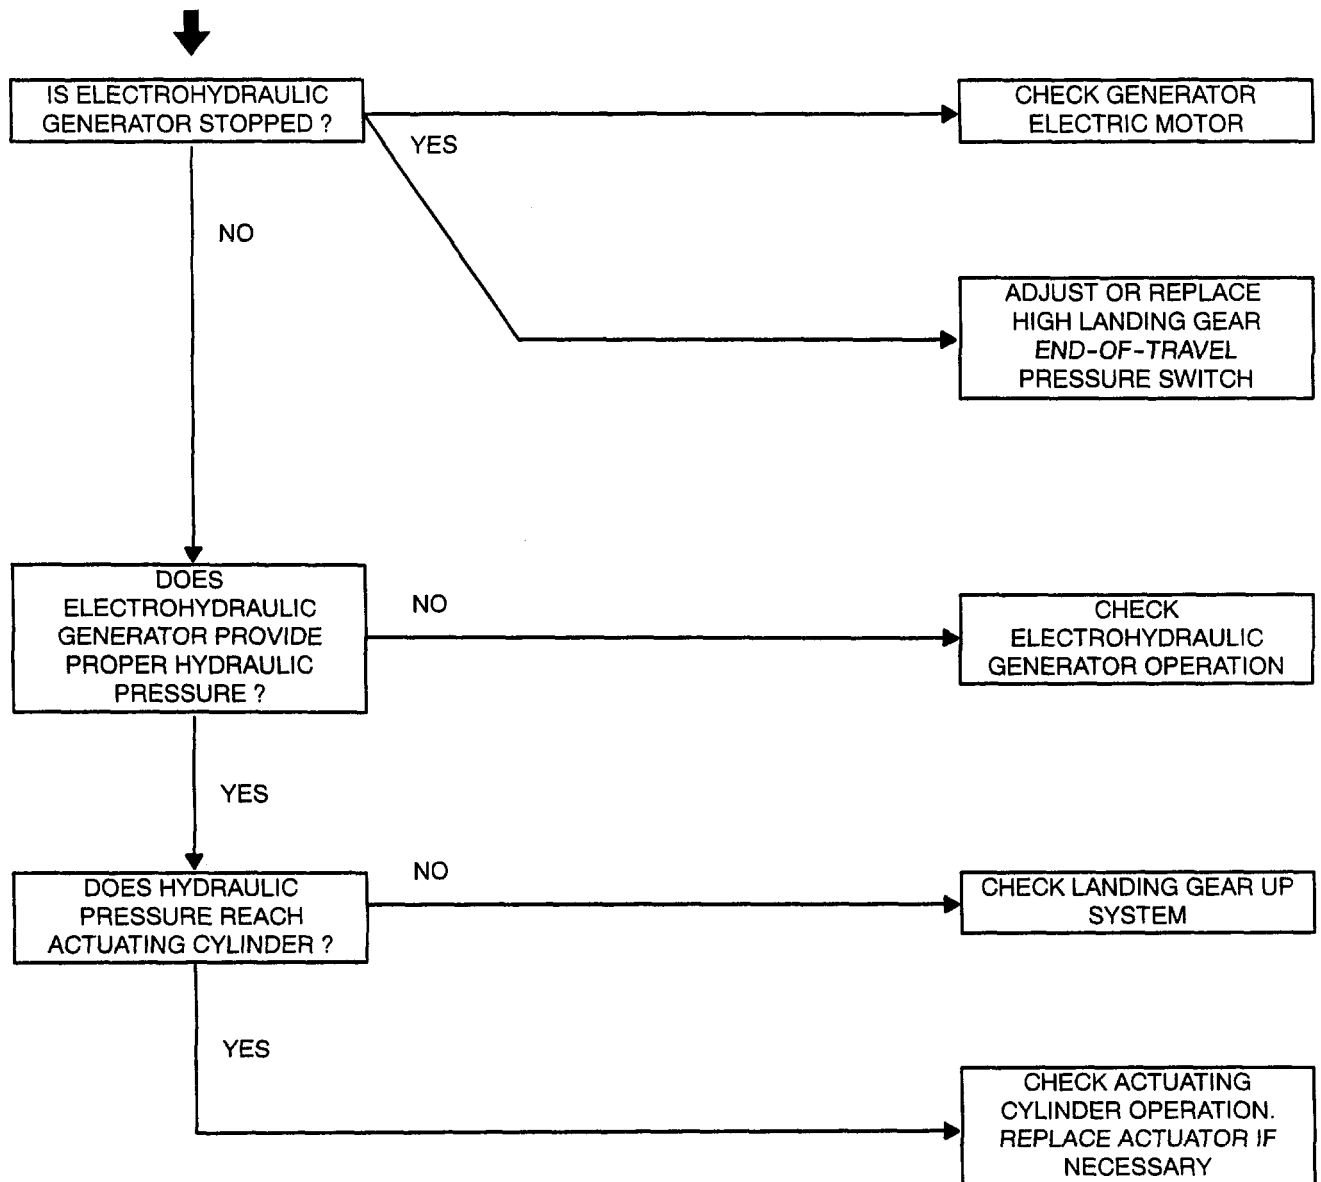 IS ELECTROHYDRAULIC
GENERATOR STOPPED ?
CHECK GENERATOR
ELECTRIC MOTOR
YES
NO
ADJUST OR REPLACE
HIGH LANDING GEAR
END-OF-TRAVEL
PRESSURE SWITCH
DOES
ELECTROHYDRAULIC
GENERATOR PROVIDE
PROPER HYDRAULIC
PRESSURE ?
NO
CHECK
ELECTROHYDRAULIC
GENERATOR OPERATION
YES
DOES HYDRAULIC
PRESSURE REACH
ACTUATING CYLINDER ?
NO
CHECK LANDING GEAR UP
SYSTEM
YES
CHECK ACTUATING
CYLINDER OPERATION.
REPLACE ACTUATOR IF
NECESSARY